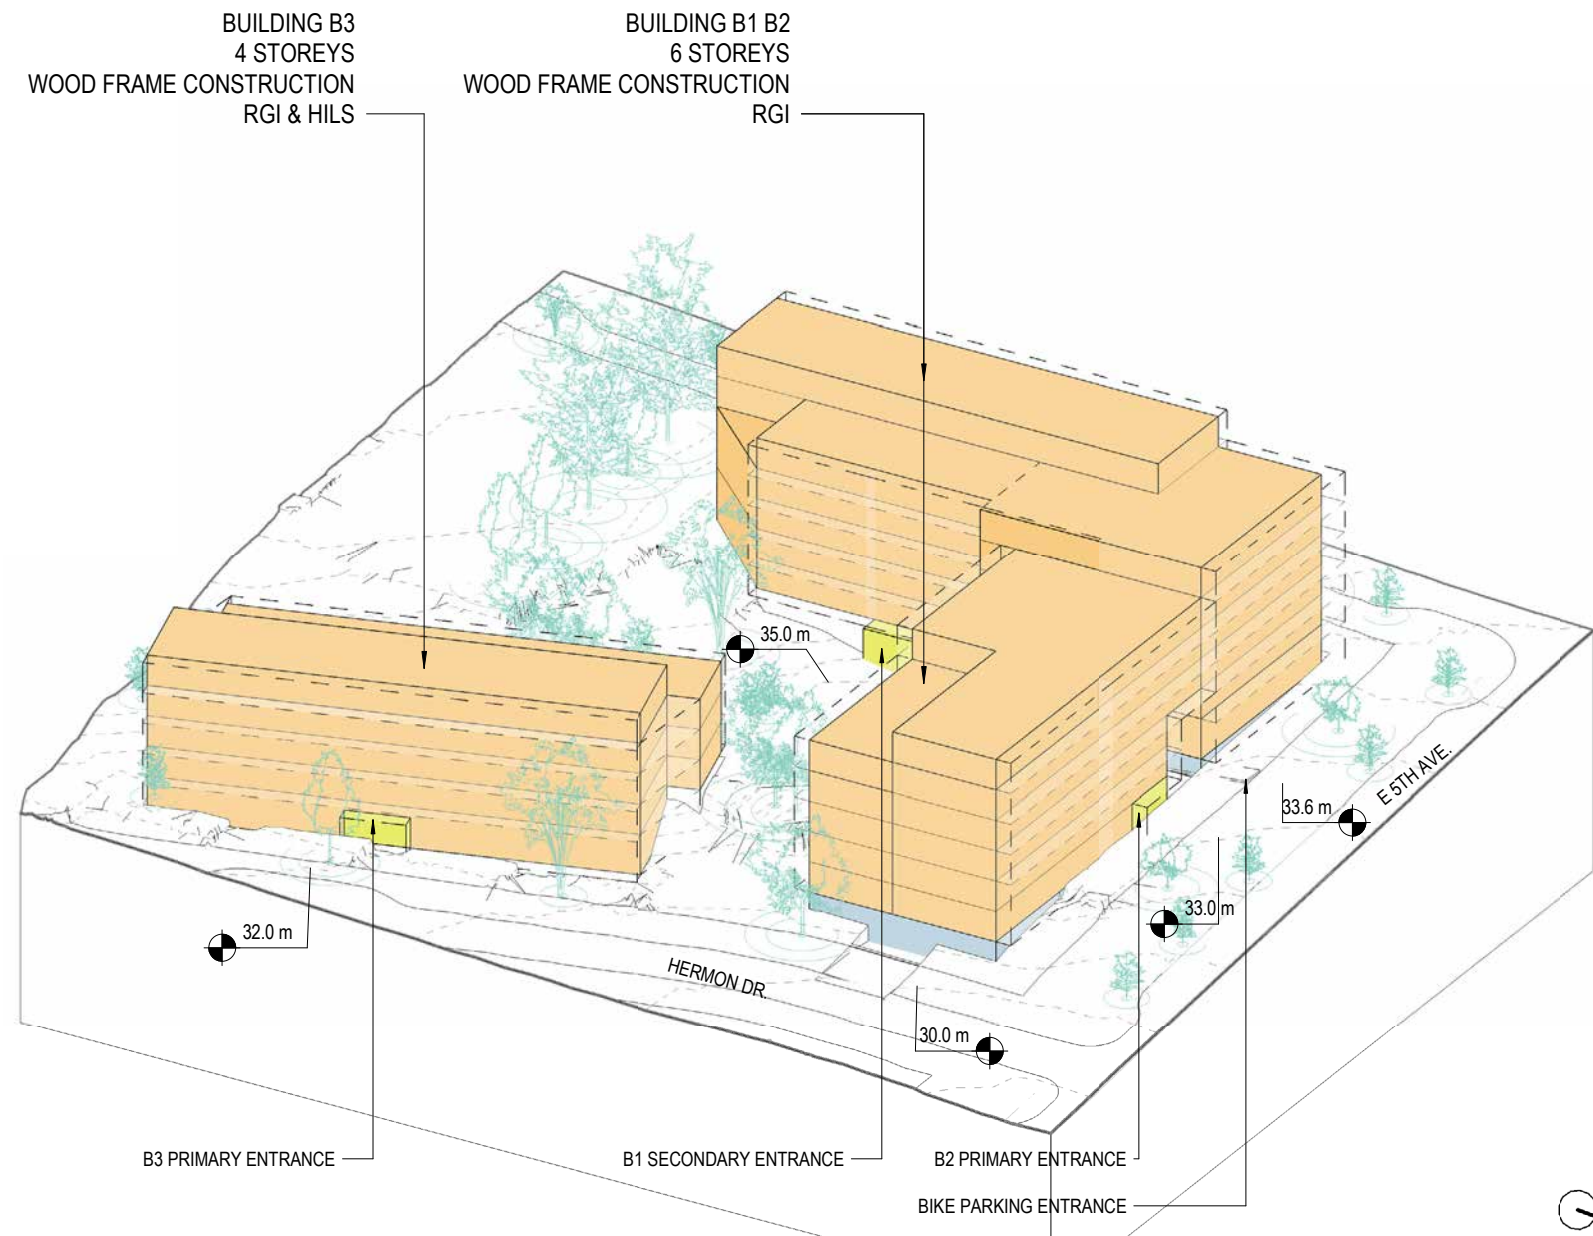 BUILDING B3
4 STOREYS
WOOD FRAME CONSTRUCTION
RGI & HILS
BUILDING B1 B2
6 STOREYS
WOOD FRAME CONSTRUCTION
RGI
35.0 m
E 5TH AVE.
33.6 m
33.0 m
32.0 m
HERMON DR.
30.0 m
B3 PRIMARY ENTRANCE
B1 SECONDARY ENTRANCE
B2 PRIMARY ENTRANCE
BIKE PARKING ENTRANCE